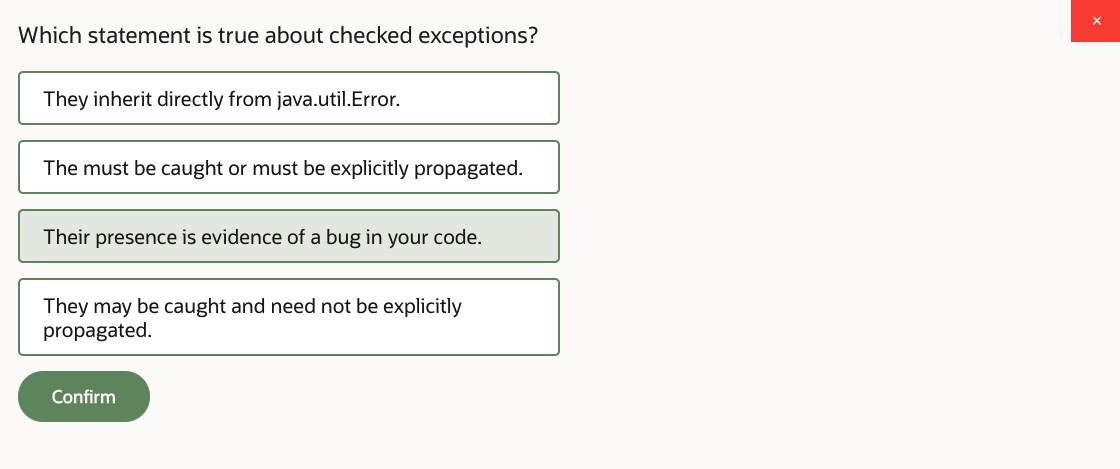 Which statement is true about checked exceptions?
×
They inherit directly from java.util.Error.
The must be caught or must be explicitly propagated.
Their presence is evidence of a bug in your code.
They may be caught and need not be explicitly
propagated.
Confirm